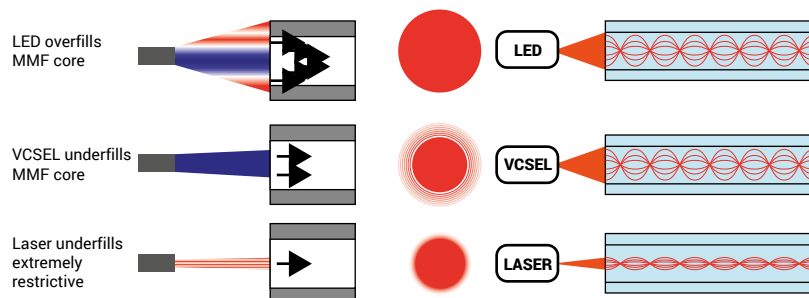 LED overfills
MMF core
LED
VCSEL underfills
MMF core
VCSEL
Laser underfills
extremely
restrictive
LASER